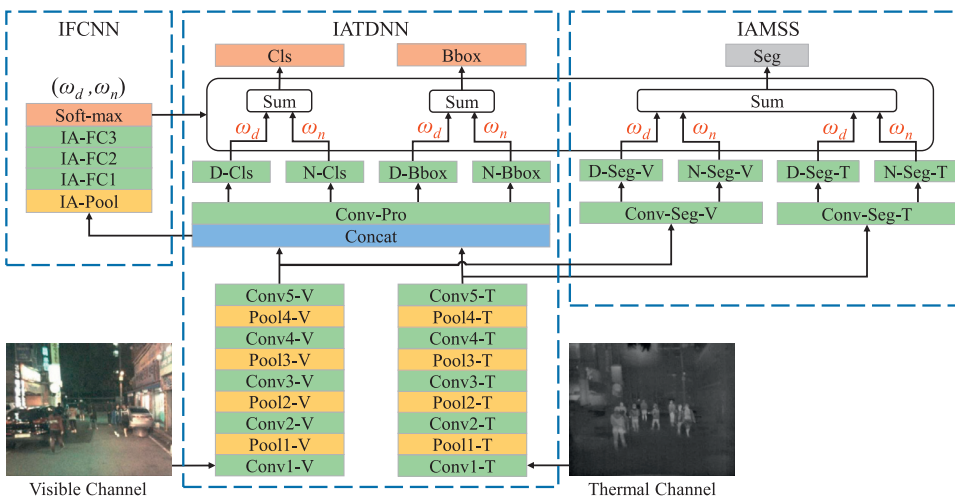 IFCNN
IATDNN
IAMSS
Cls
Bbox
Seg
(ω_d, ω_n)
Soft-max
IA-FC3
IA-FC2
IA-FC1
IA-Pool
Sum
Sum
Sum
ω_d
ω_n
ω_d
ω_n
ω_d
ω_n
ω_d
ω_n
D-Cls
N-Cls
D-Bbox
N-Bbox
D-Seg-V
N-Seg-V
D-Seg-T
N-Seg-T
Conv-Pro
Concat
Conv-Seg-V
Conv-Seg-T
Conv5-V
Pool4-V
Conv4-V
Pool3-V
Conv3-V
Pool2-V
Conv2-V
Pool1-V
Conv1-V
Conv5-T
Pool4-T
Conv4-T
Pool3-T
Conv3-T
Pool2-T
Conv2-T
Pool1-T
Conv1-T
Visible Channel
Thermal Channel